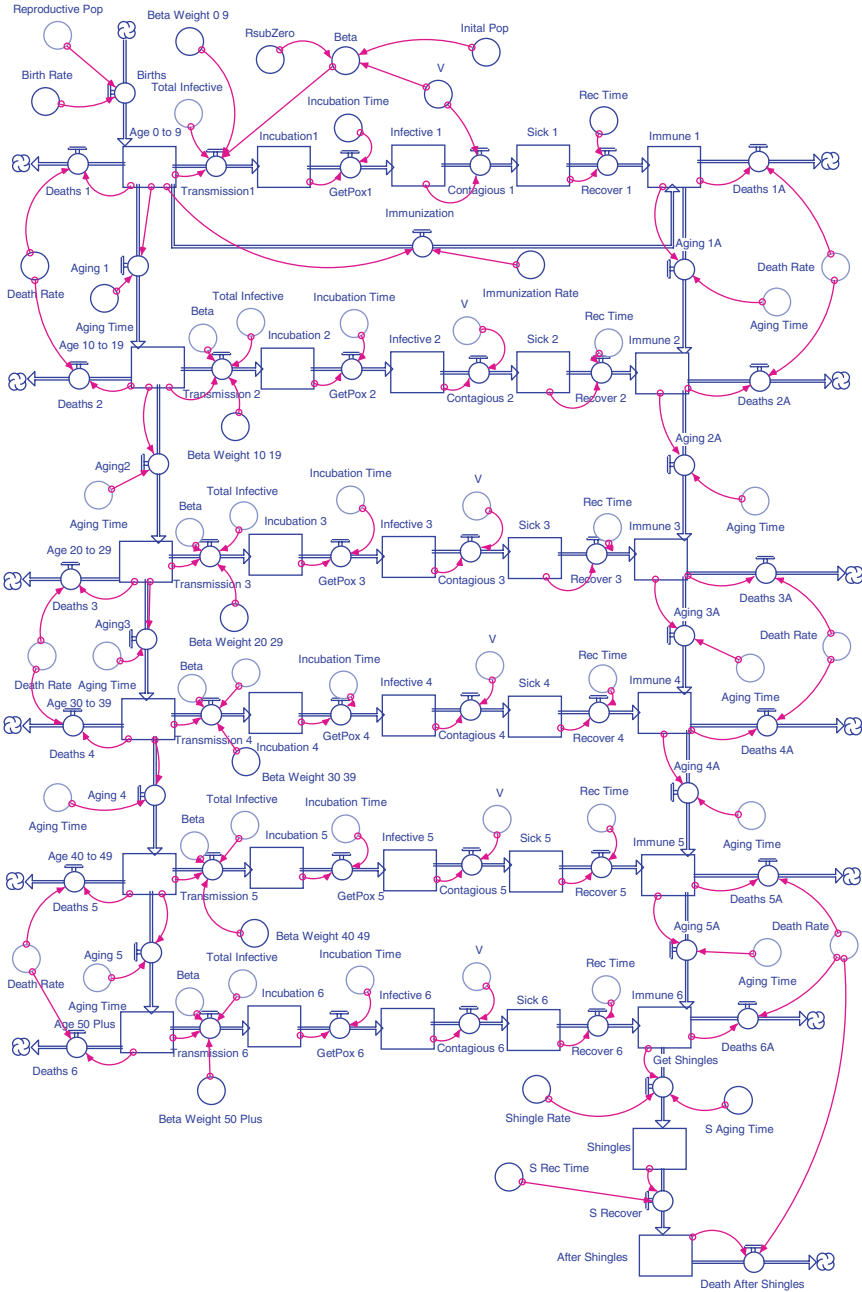 Reproductive Pop
Beta Weight 0 9
RsubZero
Beta
Inital Pop
Birth Rate
Births
Total Infective
V
Incubation Time
Rec Time
Age 0 to 9
Incubation1
Infective 1
Sick 1
Immune 1
Deaths 1
Transmission1
GetPox1
Contagious 1
Recover 1
Deaths 1A
Immunization
Aging 1
Aging 1A
Death Rate
Immunization Rate
Death Rate
Aging Time
Aging Time
Beta
Total Infective
Incubation Time
V
Rec Time
Age 10 to 19
Incubation 2
Infective 2
Sick 2
Immune 2
Deaths 2
Transmission 2
GetPox 2
Contagious 2
Recover 2
Deaths 2A
Beta Weight 10 19
Aging2
Aging 2A
Aging Time
Aging Time
Beta
Total Infective
Incubation Time
V
Rec Time
Age 20 to 29
Incubation 3
Infective 3
Sick 3
Immune 3
Deaths 3
Transmission 3
GetPox 3
Contagious 3
Recover 3
Deaths 3A
Aging3
Beta Weight 20 29
Aging 3A
Death Rate
Death Rate
Aging Time
Aging Time
Beta
Incubation Time
V
Rec Time
Age 30 to 39
Infective 4
Sick 4
Immune 4
Deaths 4
Transmission 4
Incubation 4
GetPox 4
Contagious 4
Recover 4
Deaths 4A
Beta Weight 30 39
Aging 4
Aging 4A
Aging Time
Aging Time
Beta
Total Infective
Incubation Time
V
Rec Time
Age 40 to 49
Incubation 5
Infective 5
Sick 5
Immune 5
Deaths 5
Transmission 5
GetPox 5
Contagious 5
Recover 5
Deaths 5A
Beta Weight 40 49
Aging 5
Aging 5A
Death Rate
Death Rate
Aging Time
Aging Time
Beta
Total Infective
Incubation Time
V
Rec Time
Age 50 Plus
Incubation 6
Infective 6
Sick 6
Immune 6
Deaths 6
Transmission 6
GetPox 6
Contagious 6
Recover 6
Deaths 6A
Get Shingles
Beta Weight 50 Plus
Shingle Rate
S Aging Time
Shingles
S Rec Time
S Recover
After Shingles
Death After Shingles